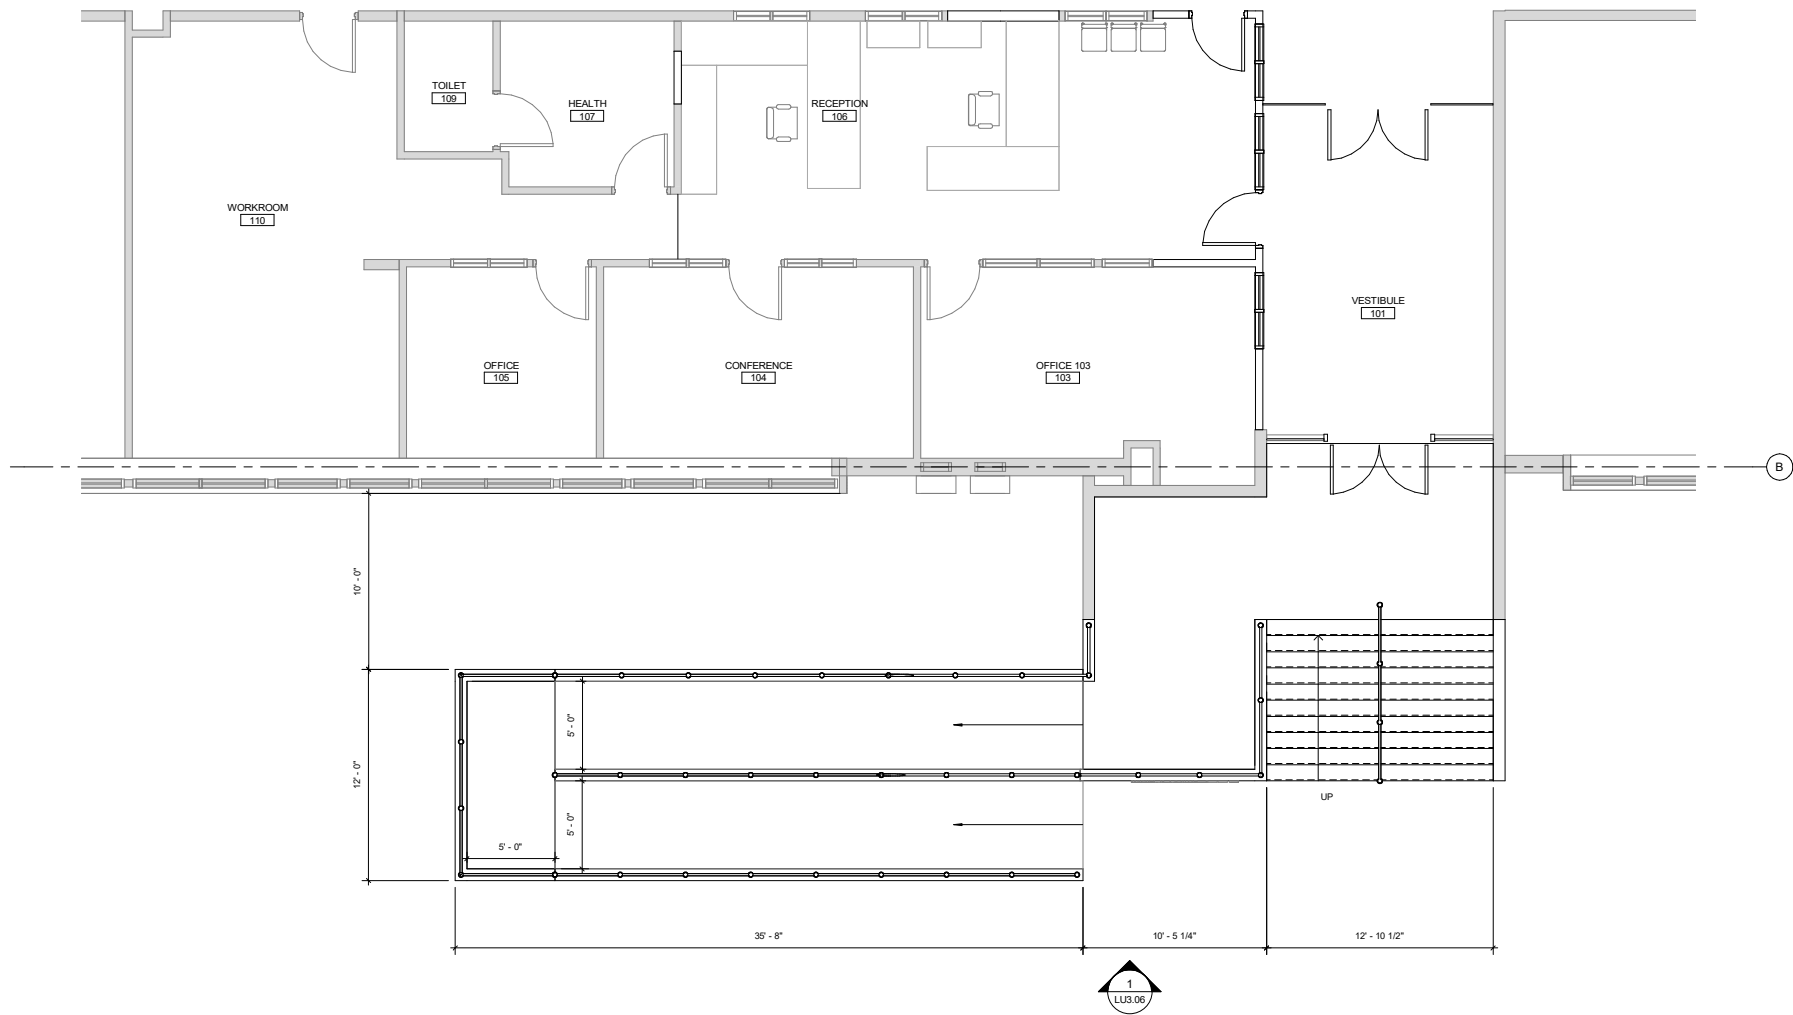 TOILET
109
HEALTH
107
RECEPTION
106
WORKROOM
110
VESTIBULE
101
OFFICE
105
CONFERENCE
104
OFFICE 103
103
B
10' - 0"
12' - 0"
5' - 0"
5' - 0"
5' - 0"
UP
35' - 8"
10' - 5 1/4"
12' - 10 1/2"
1
LU3.06